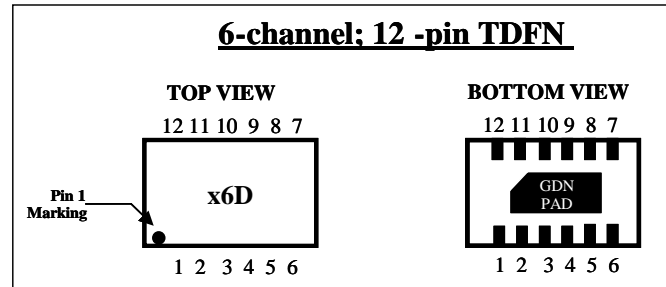 6-channel; 12 -pin TDFN
TOP VIEW
12 11 10 9 8 7
Pin 1
Marking
x6D
1 2 3 4 5 6
BOTTOM VIEW
12 11 10 9 8 7
GDN
PAD
1 2 3 4 5 6